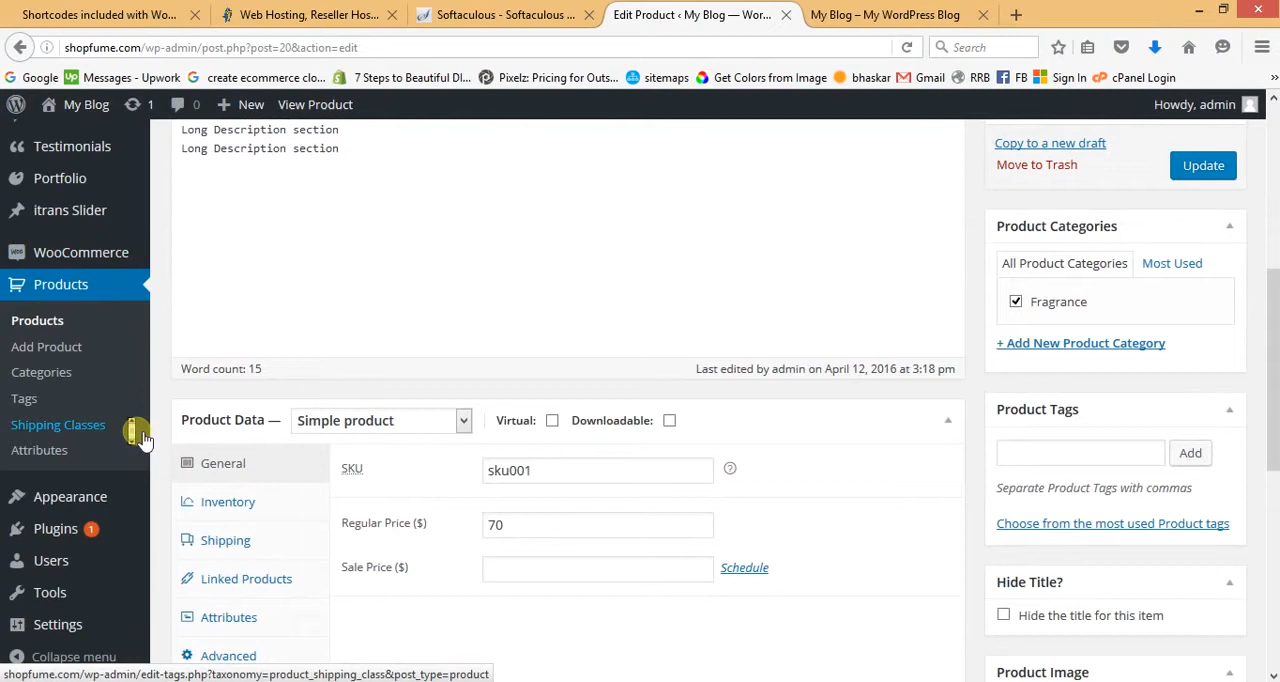 Shortcodes included with Wo...
Web Hosting, Reseller Hos...
Softaculous - Softaculous ...
Edit Product ‹ My Blog — Wor...
My Blog – My WordPress Blog
shopfume.com/wp-admin/post.php?post=20&action=edit
Search
Google
Messages - Upwork
create ecommerce clo...
7 Steps to Beautiful DI...
Pixelz: Pricing for Outs...
sitemaps
Get Colors from Image
bhaskar
Gmail
RRB
FB
Sign In
cPanel Login
My Blog
1
0
New
View Product
Howdy, admin
Testimonials
Portfolio
itrans Slider
WooCommerce
Products
Products
Add Product
Categories
Tags
Shipping Classes
Attributes
Appearance
Plugins 1
Users
Tools
Settings
Collapse menu
Long Description section
Long Description section
Word count: 15
Last edited by admin on April 12, 2016 at 3:18 pm
Product Data —
Simple product
Virtual:
Downloadable:
General
Inventory
Shipping
Linked Products
Attributes
Advanced
SKU
sku001
Regular Price ($)
70
Sale Price ($)
Schedule
Copy to a new draft
Move to Trash
Update
Product Categories
All Product Categories
Most Used
Fragrance
+ Add New Product Category
Product Tags
Add
Separate Product Tags with commas
Choose from the most used Product tags
Hide Title?
Hide the title for this item
Product Image
shopfume.com/wp-admin/edit-tags.php?taxonomy=product_shipping_class&post_type=product